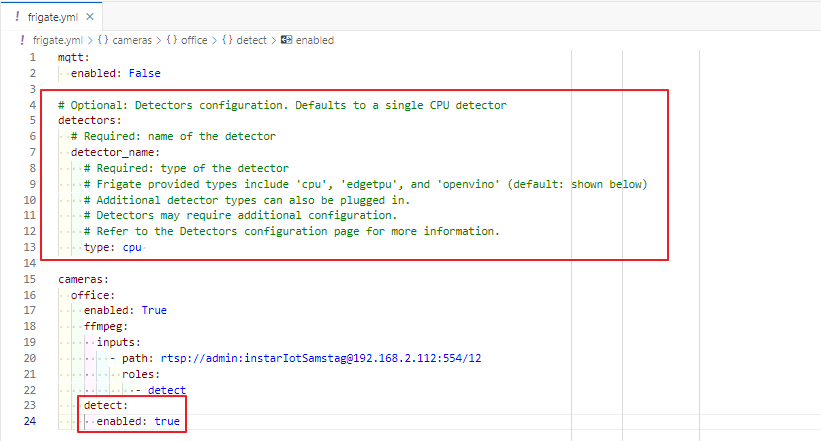 frigate.yml
frigate.yml > {} cameras > {} office > {} detect > enabled
1 mqtt:
2 enabled: False
3
4 # Optional: Detectors configuration. Defaults to a single CPU detector
5 detectors:
6 # Required: name of the detector
7 detector_name:
8 # Required: type of the detector
9 # Frigate provided types include 'cpu', 'edgetpu', and 'openvino' (default: shown below)
10 # Additional detector types can also be plugged in.
11 # Detectors may require additional configuration.
12 # Refer to the Detectors configuration page for more information.
13 type: cpu
14
15 cameras:
16 office:
17 enabled: True
18 ffmpeg:
19 inputs:
20 - path: rtsp://admin:instarIotSamstag@192.168.2.112:554/12
21 roles:
22 - detect
23 detect:
24 enabled: true